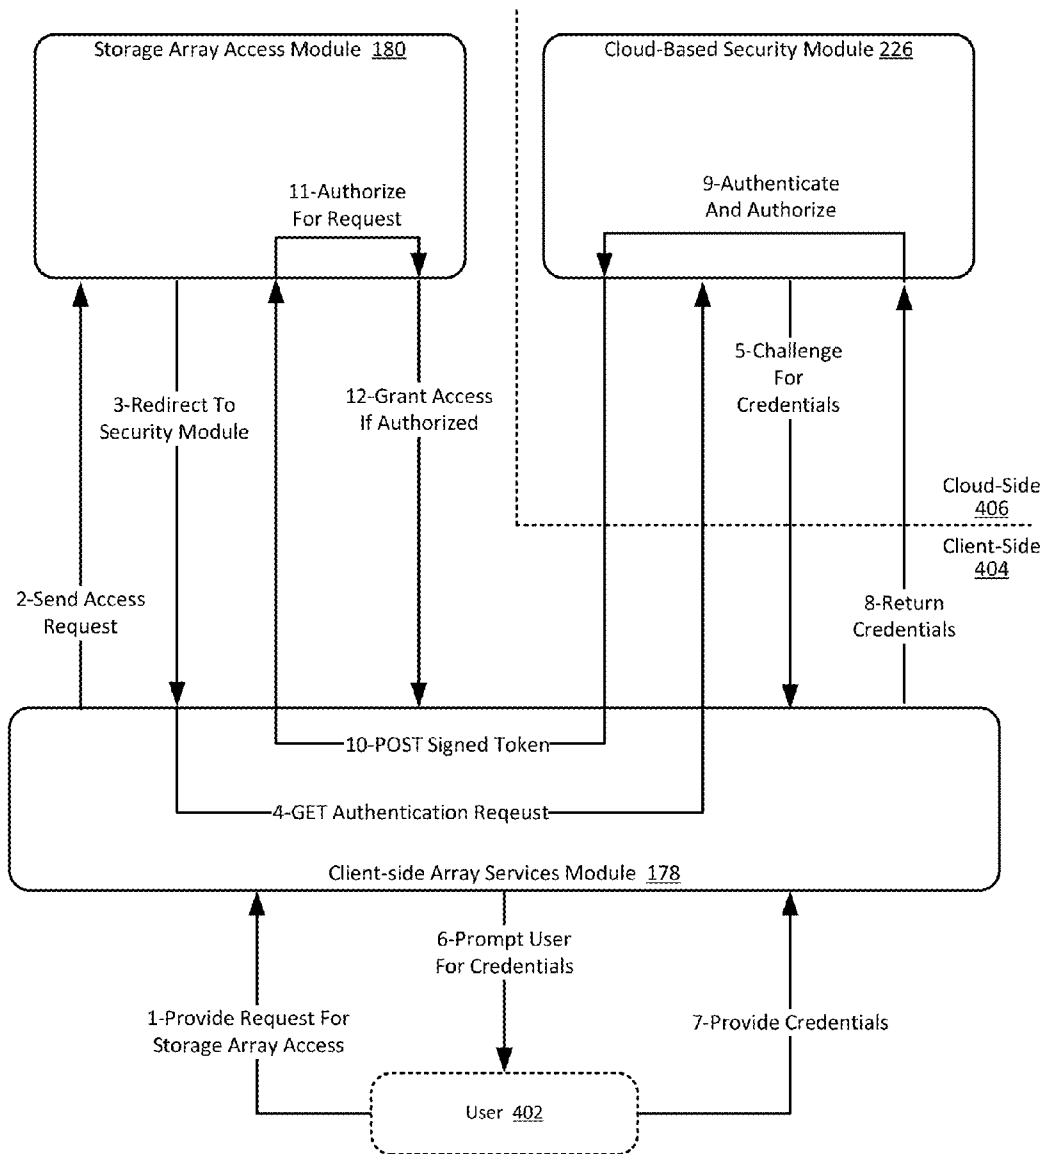 Storage Array Access Module 180
Cloud-Based Security Module 226
11-Authorize
For Request
9-Authenticate
And Authorize
5-Challenge
For
Credentials
3-Redirect To
Security Module
12-Grant Access
If Authorized
Cloud-Side
406
Client-Side
404
2-Send Access
Request
8-Return
Credentials
10-POST Signed Token
4-GET Authentication Reqeust
Client-side Array Services Module 178
6-Prompt User
For Credentials
1-Provide Request For
Storage Array Access
7-Provide Credentials
User 402